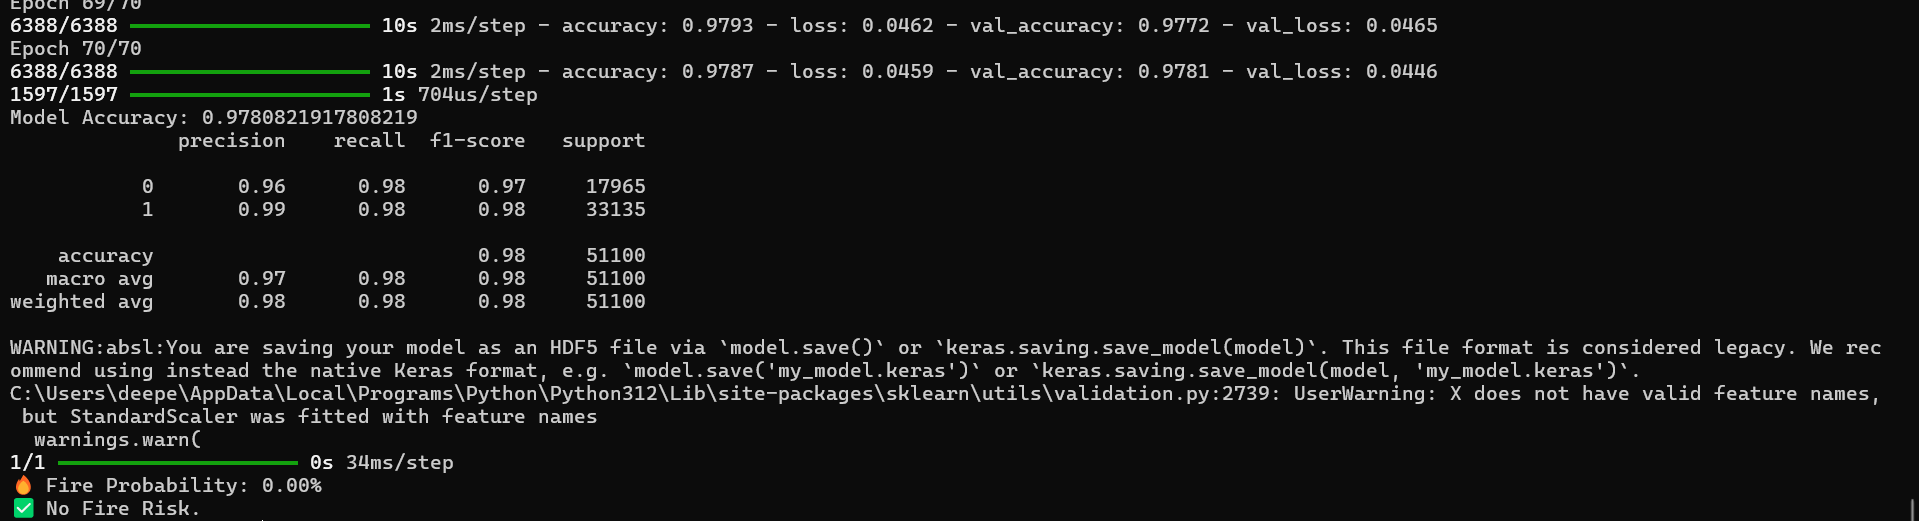 Epoch 69/70
6388/6388 ━━━━━━━━━━━━━━━━━━━━ 10s 2ms/step - accuracy: 0.9793 - loss: 0.0462 - val_accuracy: 0.9772 - val_loss: 0.0465
Epoch 70/70
6388/6388 ━━━━━━━━━━━━━━━━━━━━ 10s 2ms/step - accuracy: 0.9787 - loss: 0.0459 - val_accuracy: 0.9781 - val_loss: 0.0446
1597/1597 ━━━━━━━━━━━━━━━━━━━━ 1s 704us/step
Model Accuracy: 0.9780821917808219
              precision    recall  f1-score   support
           0       0.96      0.98      0.97     17965
           1       0.99      0.98      0.98     33135
    accuracy                           0.98     51100
   macro avg       0.97      0.98      0.98     51100
weighted avg       0.98      0.98      0.98     51100
WARNING:absl:You are saving your model as an HDF5 file via `model.save()` or `keras.saving.save_model(model)`. This file format is considered legacy. We rec
ommend using instead the native Keras format, e.g. `model.save('my_model.keras')` or `keras.saving.save_model(model, 'my_model.keras')`.
C:\Users\deepe\AppData\Local\Programs\Python\Python312\Lib\site-packages\sklearn\utils\validation.py:2739: UserWarning: X does not have valid feature names,
 but StandardScaler was fitted with feature names
  warnings.warn(
1/1 ━━━━━━━━━━━━━━━━━━━━ 0s 34ms/step
🔥 Fire Probability: 0.00%
✅ No Fire Risk.